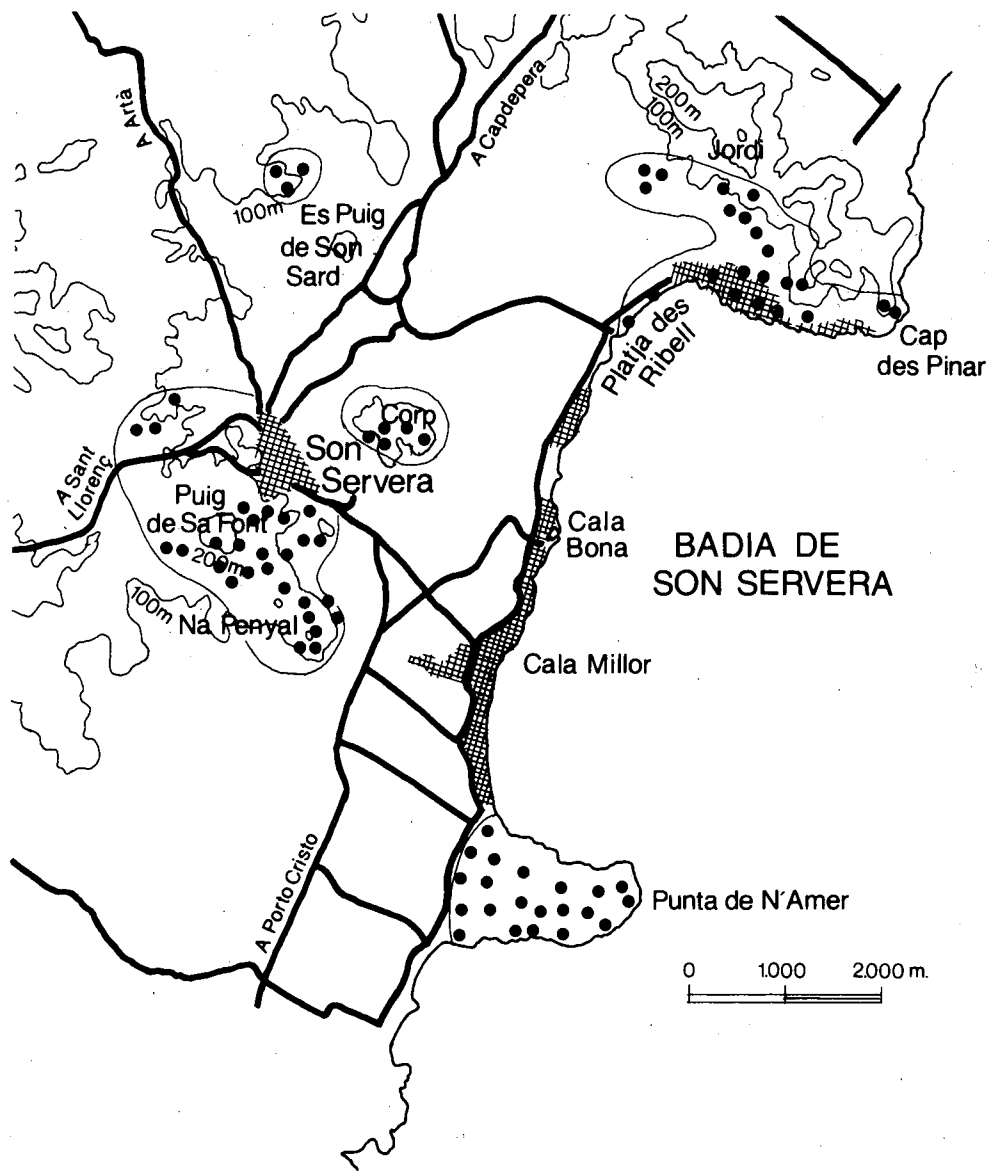 A Artà
A Capdepera
200m
100m
Jordi
100m
Es Puig
de Son
Sard
Platja des
Ribell
Cap
des Pinar
Corp
Son
Servera
A Sant
Llorenç
Puig
de Sa Font
200m
100m
Na Penyal
Cala
Bona
BADIA DE
SON SERVERA
Cala Millor
A Porto Cristo
Punta de N'Amer
0 1.000 2.000 m.